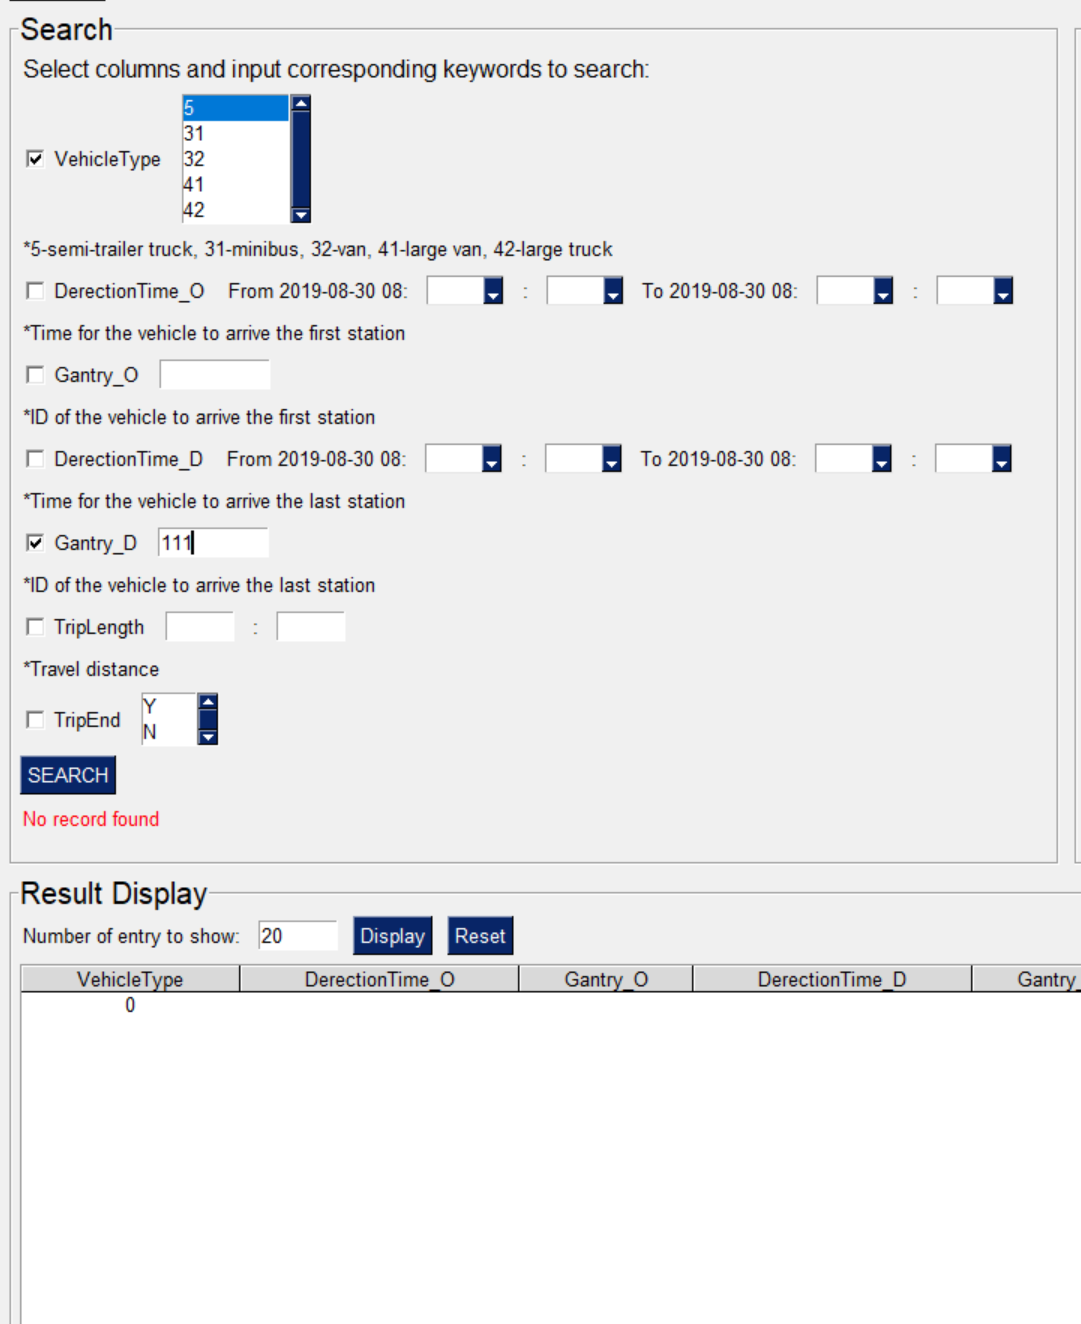 Search
Select columns and input corresponding keywords to search:
5
31
VehicleType 32
41
42
*5-semi-trailer truck, 31-minibus, 32-van, 41-large van, 42-large truck
DerectionTime_O From 2019-08-30 08: : To 2019-08-30 08: :
*Time for the vehicle to arrive the first station
Gantry_O
*ID of the vehicle to arrive the first station
DerectionTime_D From 2019-08-30 08: : To 2019-08-30 08: :
*Time for the vehicle to arrive the last station
Gantry_D 111
*ID of the vehicle to arrive the last station
TripLength :
*Travel distance
Y
TripEnd
N
SEARCH
No record found
Result Display
Number of entry to show: 20 Display Reset
VehicleType DerectionTime_O Gantry_O DerectionTime_D Gantry_
0